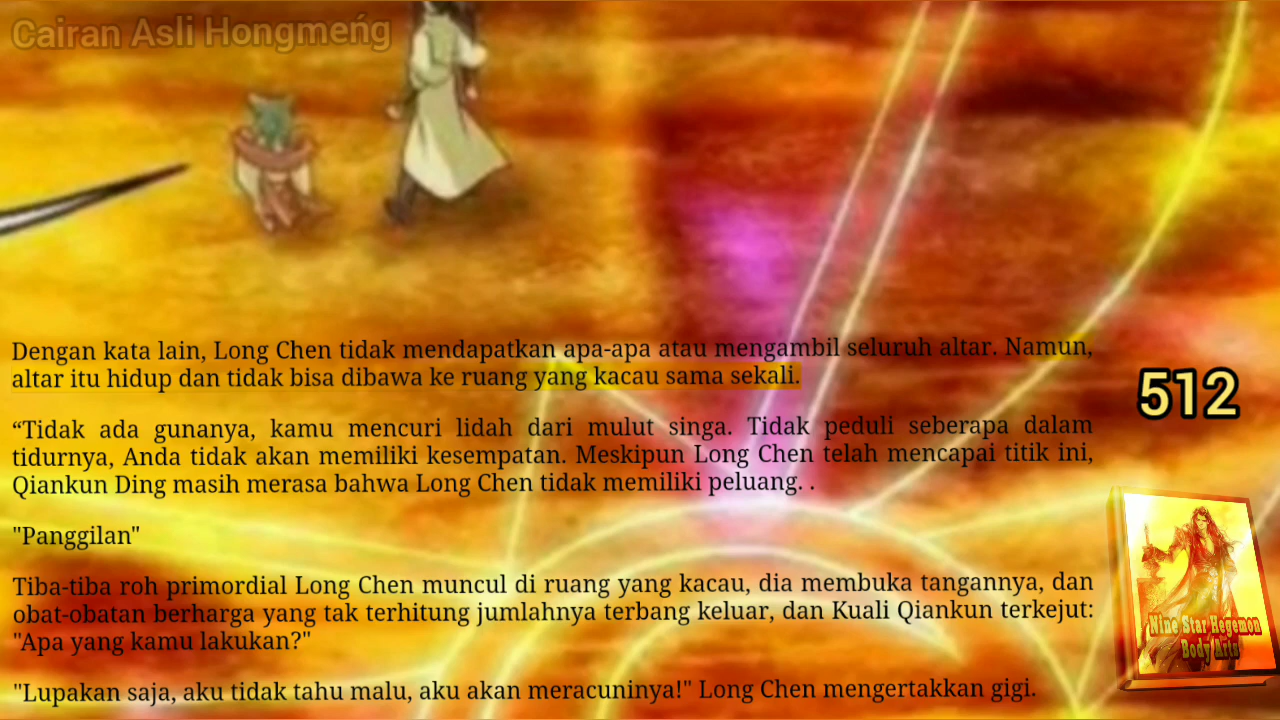 Cairan Asli Hongmeng
Dengan kata lain, Long Chen tidak mendapatkan apa-apa atau mengambil seluruh altar. Namun,
altar itu hidup dan tidak bisa dibawa ke ruang yang kacau sama sekali.
512
“Tidak ada gunanya, kamu mencuri lidah dari mulut singa. Tidak peduli seberapa dalam
tidurnya, Anda tidak akan memiliki kesempatan. Meskipun Long Chen telah mencapai titik ini,
Qiankun Ding masih merasa bahwa Long Chen tidak memiliki peluang. .
"Panggilan"
Tiba-tiba roh primordial Long Chen muncul di ruang yang kacau, dia membuka tangannya, dan
obat-obatan berharga yang tak terhitung jumlahnya terbang keluar, dan Kuali Qiankun terkejut:
"Apa yang kamu lakukan?"
"Lupakan saja, aku tidak tahu malu, aku akan meracuninya!" Long Chen mengertakkan gigi.
Nine Star Hegemon
Body Arts